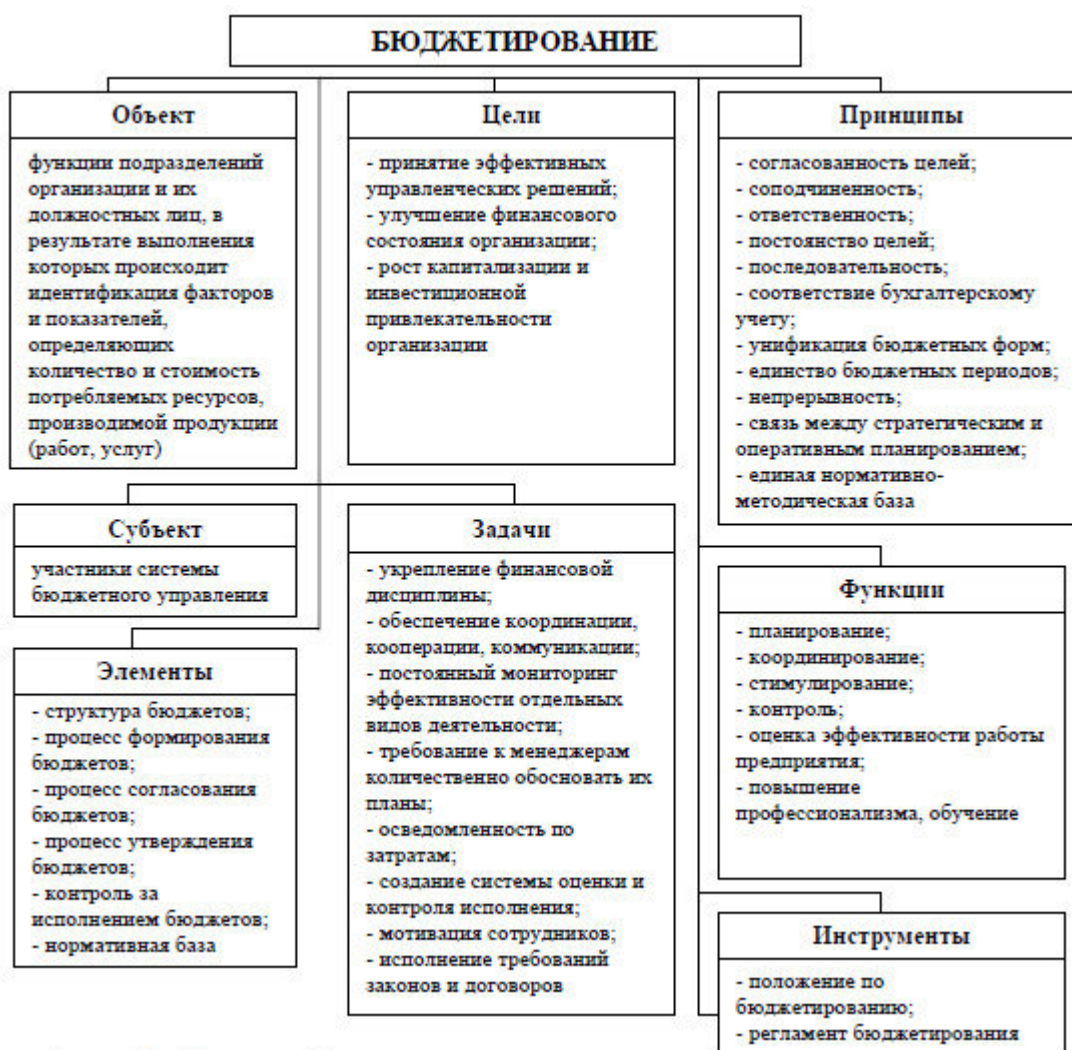 БЮДЖЕТИРОВАНИЕ
Объект
функции подразделений
организации и их
должностных лиц, в
результате выполнения
которых происходит
идентификация факторов
и показателей,
определяющих
количество и стоимость
потребляемых ресурсов,
производимой продукции
(работ, услуг)
Цели
- принятие эффективных
управленческих решений;
- улучшение финансового
состояния организации;
- рост капитализации и
инвестиционной
привлекательности
организации
Принципы
- согласованность целей;
- соподчиненность;
- ответственность;
- постоянство целей;
- последовательность;
- соответствие бухгалтерскому
учету;
- унификация бюджетных форм;
- единство бюджетных периодов;
- непрерывность;
- связь между стратегическим и
оперативным планированием;
- единая нормативно-
методическая база
Субъект
участники системы
бюджетного управления
Задачи
- укрепление финансовой
дисциплины;
- обеспечение координации,
кооперации, коммуникации;
- постоянный мониторинг
эффективности отдельных
видов деятельности;
- требование к менеджерам
количественно обосновать их
планы;
- осведомленность по
затратам;
- создание системы оценки и
контроля исполнения;
- мотивация сотрудников;
- исполнение требований
законов и договоров
Функции
- планирование;
- координирование;
- стимулирование;
- контроль;
- оценка эффективности работы
предприятия;
- повышение
профессионализма, обучение
Элементы
- структура бюджетов;
- процесс формирования
бюджетов;
- процесс согласования
бюджетов;
- процесс утверждения
бюджетов;
- контроль за
исполнением бюджетов;
- нормативная база
Инструменты
- положение по
бюджетированию;
- регламент бюджетирования